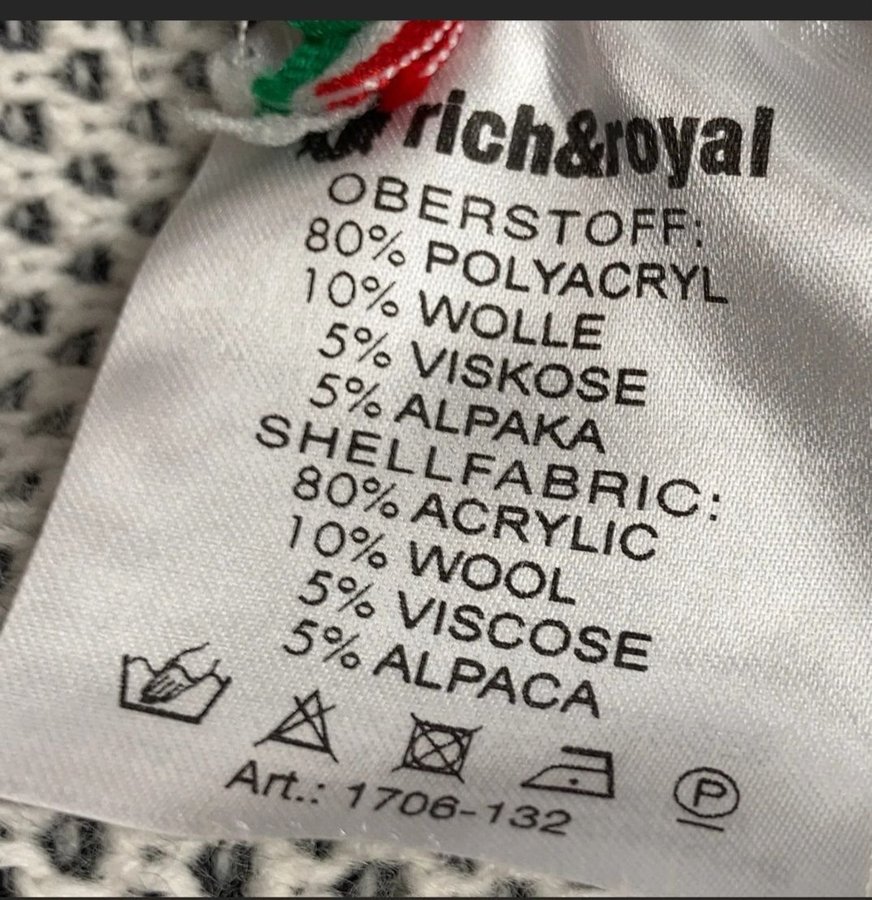 rich&royal
OBERSTOFF:
80% POLYACRYL
10% WOLLE
5% VISKOSE
5% ALPAKA
SHELLFABRIC:
80% ACRYLIC
10% WOOL
5% VISCOSE
5% ALPACA
P
Art.: 1706-132